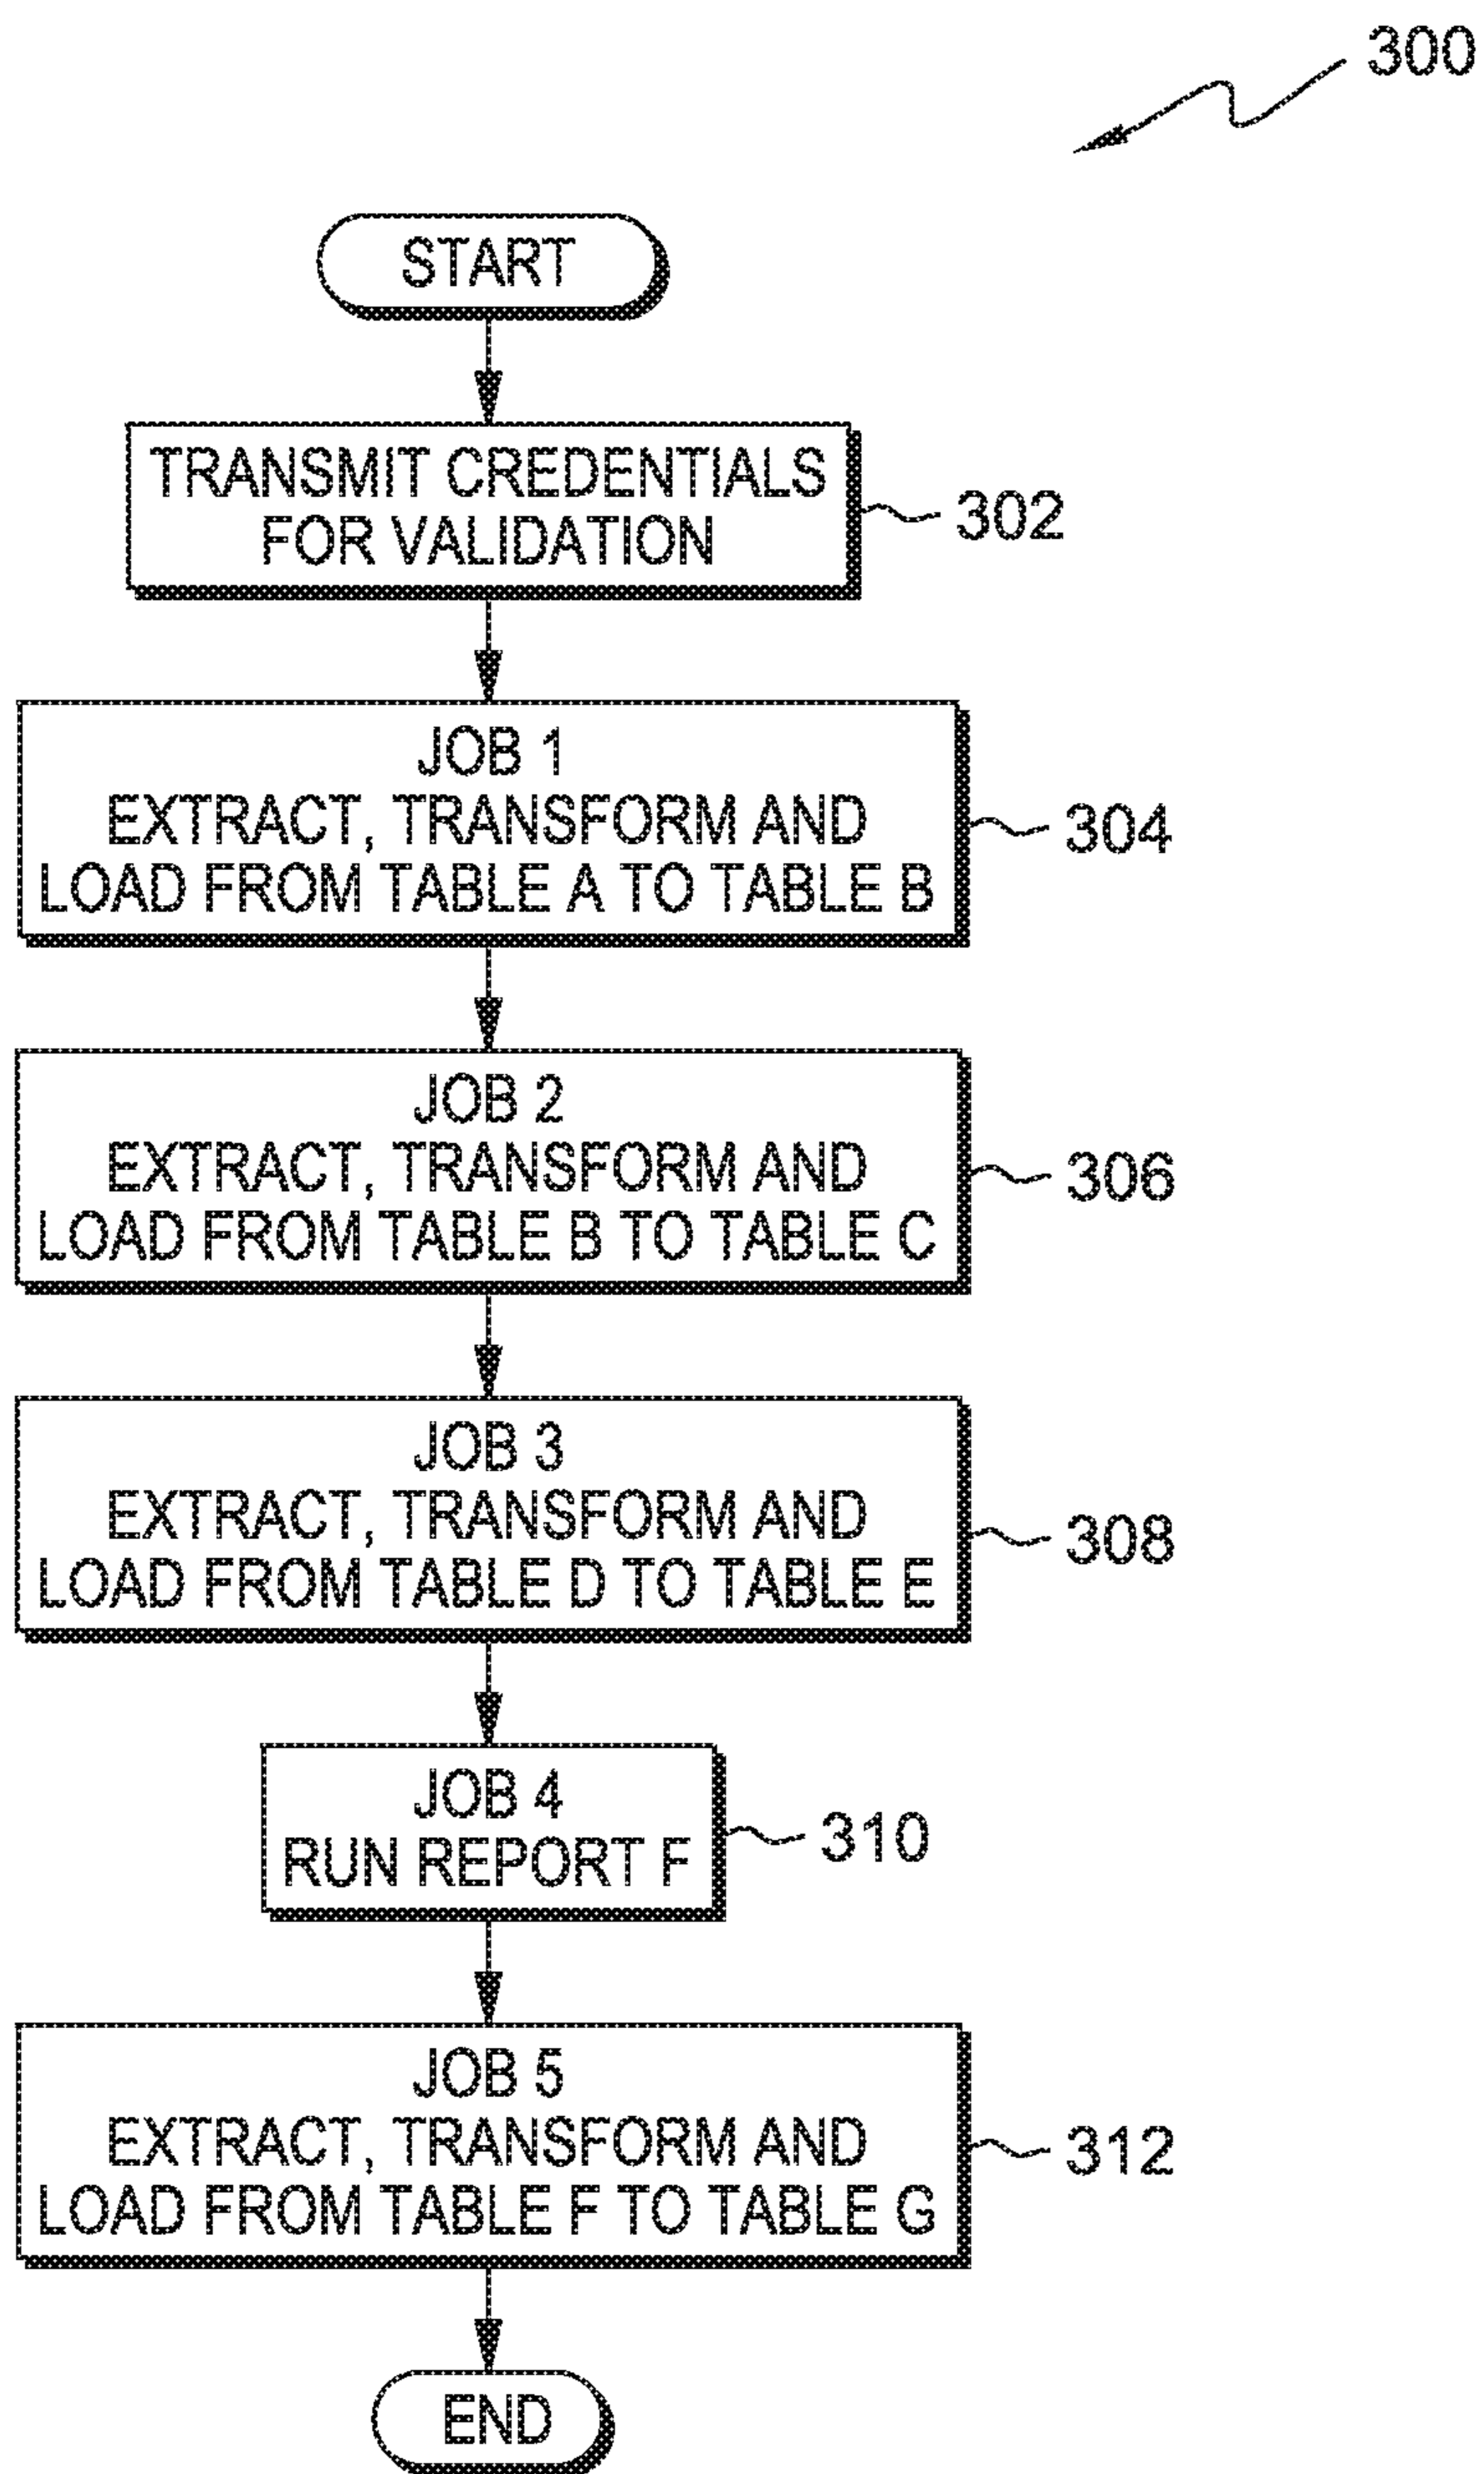 300
START
TRANSMIT CREDENTIALS
FOR VALIDATION
302
JOB 1
EXTRACT, TRANSFORM AND
LOAD FROM TABLE A TO TABLE B
304
JOB 2
EXTRACT, TRANSFORM AND
LOAD FROM TABLE B TO TABLE C
306
JOB 3
EXTRACT, TRANSFORM AND
LOAD FROM TABLE D TO TABLE E
308
JOB 4
RUN REPORT F
310
JOB 5
EXTRACT, TRANSFORM AND
LOAD FROM TABLE F TO TABLE G
312
END